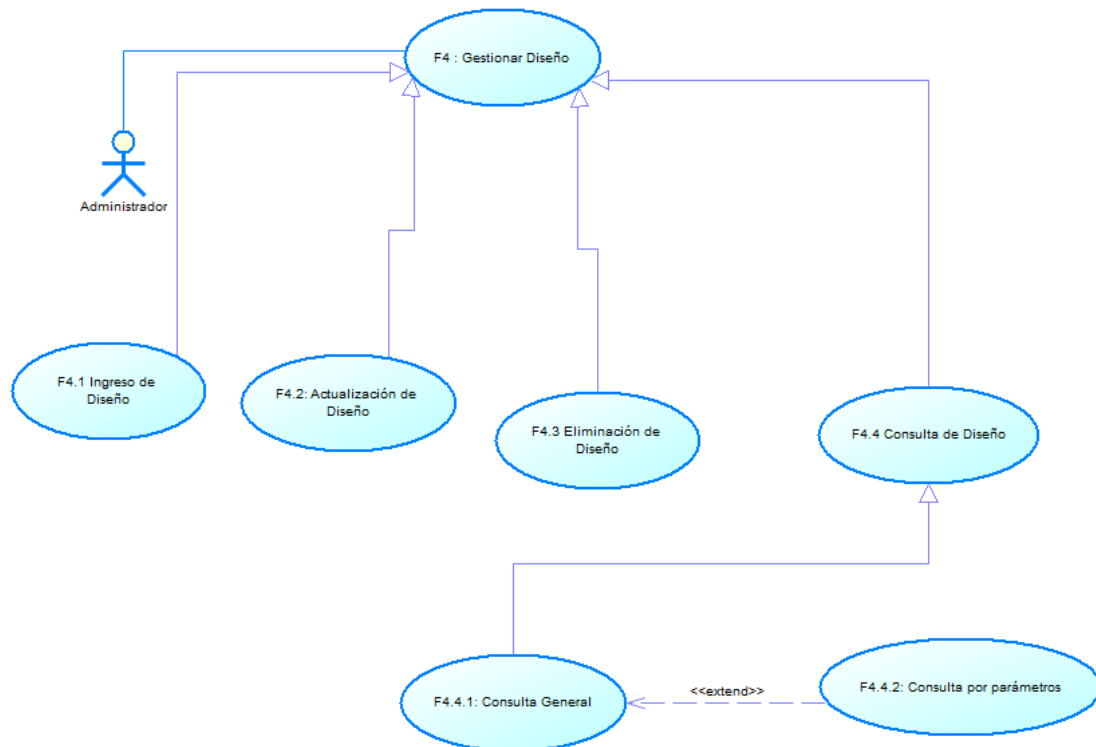 F4 : Gestionar Diseño
Administrador
F4.1 Ingreso de
Diseño
F4.2: Actualización de
Diseño
F4.3 Eliminación de
Diseño
F4.4 Consulta de Diseño
F4.4.1: Consulta General
<<extend>>
F4.4.2: Consulta por parámetros